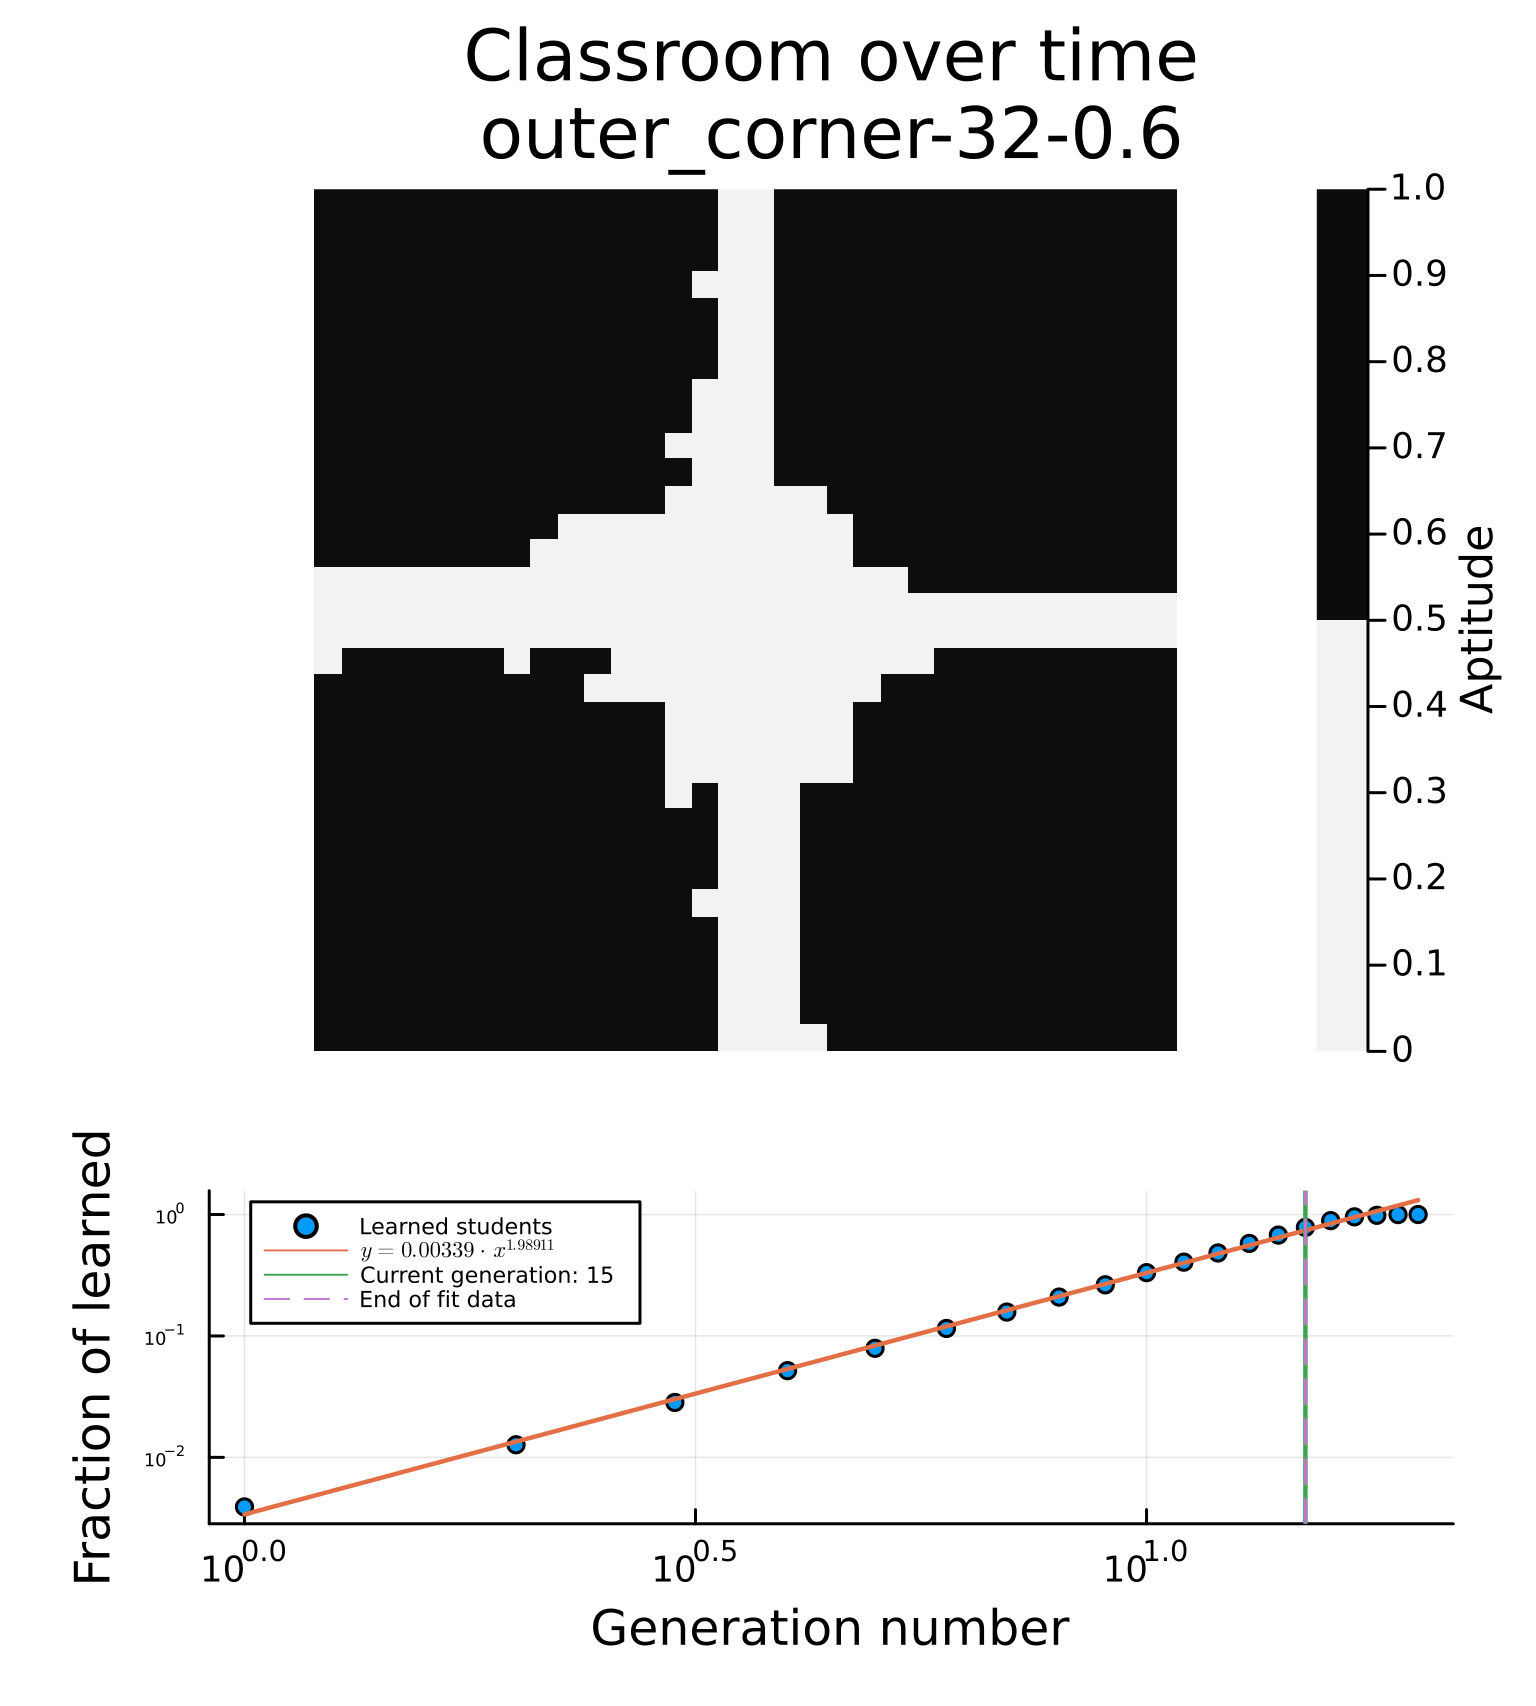 Classroom over time
outer_corner-32-0.6
1.0
0.9
0.8
0.7
0.6
0.5
0.4
0.3
0.2
0.1
0
Aptitude
Fraction of learned
10^0
10^−1
10^−2
Learned students
y = 0.00339 · x^1.98911
Current generation: 15
End of fit data
10^0.0
10^0.5
10^1.0
Generation number